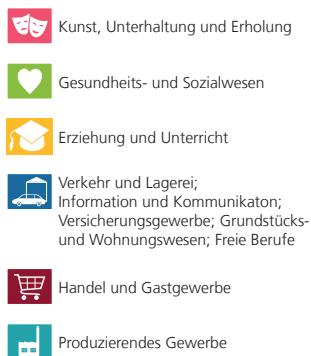 Kunst, Unterhaltung und Erholung
Gesundheits- und Sozialwesen
Erziehung und Unterricht
Verkehr und Lagerei;
Information und Kommunikaton;
Versicherungsgewerbe; Grundstücks-
und Wohnungswesen; Freie Berufe
Handel und Gastgewerbe
Produzierendes Gewerbe